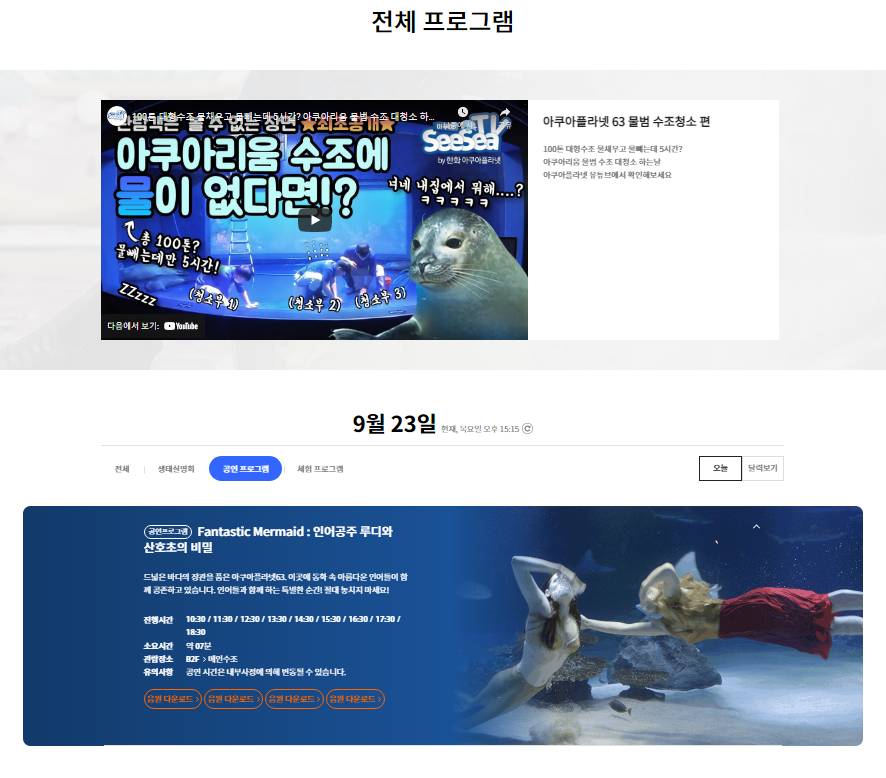 전체 프로그램
100톤 대형수조 물채우고 물빼는데 5시간? 아쿠아리움 물범 수조 대청소 하...
관람객은 볼 수 없는 장면 ★최초공개★
아쿠아리움 수조에
물이 없다면!?
SeeSea TV
by 한화 아쿠아플라넷
너네 내집에서 뭐해....?
ㅋㅋㅋㅋㅋ
총 100톤?
물빼는데만 5시간!
ZZzzz
(청소부 1)
(청소부 2)
(청소부 3)
다음에서 보기: YouTube
아쿠아플라넷 63 물범 수조청소 편
100톤 대형수조 물채우고 물빼는데 5시간?
아쿠아리움 물범 수조 대청소 하는날
아쿠아플라넷 유튜브에서 확인해보세요
9월 23일 현재, 목요일 오후 15:15
전체 생태설명회 공연 프로그램 체험 프로그램 오늘 달력보기
공연프로그램 Fantastic Mermaid : 인어공주 루디와
산호초의 비밀
드넓은 바다의 장관을 품은 아쿠아플라넷63. 이곳에 동화 속 아름다운 인어들이 함
께 공존하고 있습니다. 인어들과 함께 하는 특별한 순간! 절대 놓치지 마세요!
진행시간 10:30 / 11:30 / 12:30 / 13:30 / 14:30 / 15:30 / 16:30 / 17:30 /
18:30
소요시간 약 07분
관람장소 B2F > 메인수조
유의사항 공연 시간은 내부사정에 의해 변동될 수 있습니다.
음원 다운로드 > 음원 다운로드 > 음원 다운로드 > 음원 다운로드 >